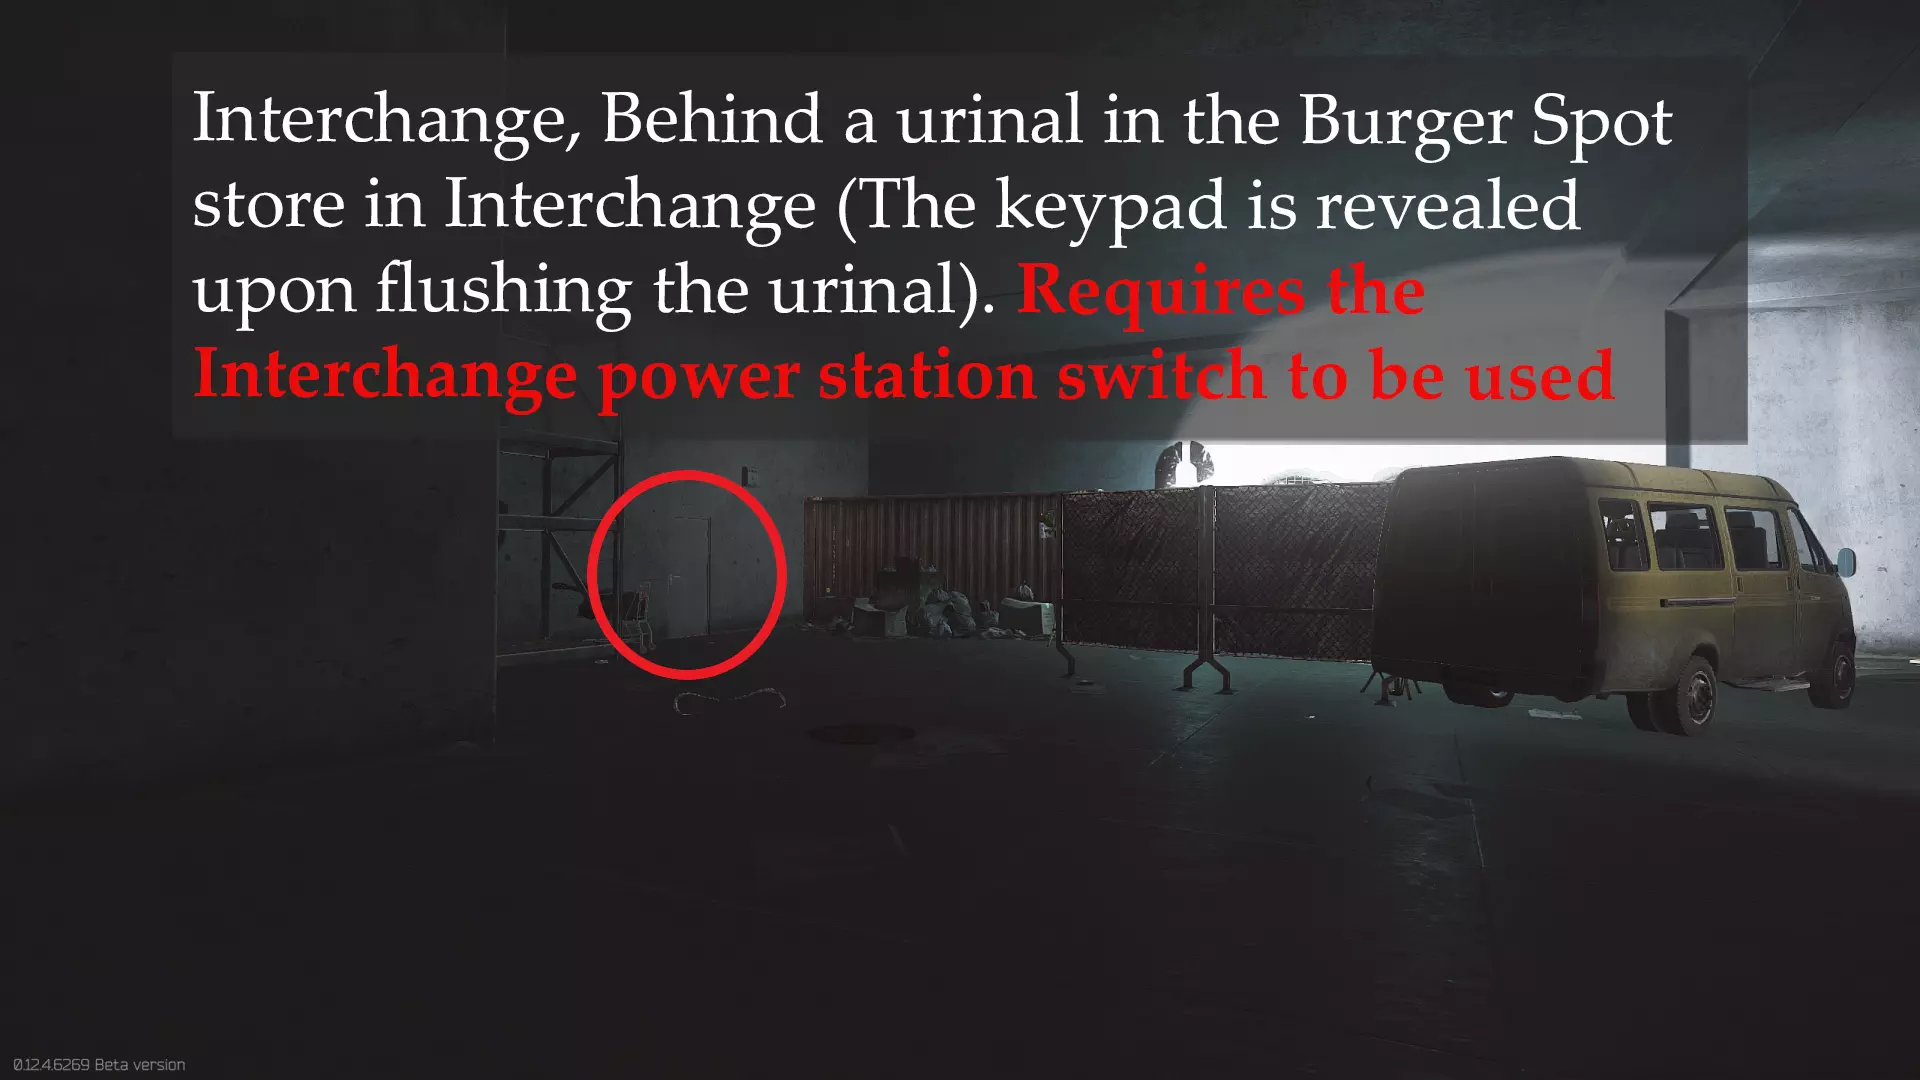 Interchange, Behind a urinal in the Burger Spot
store in Interchange (The keypad is revealed
upon flushing the urinal). Requires the
Interchange power station switch to be used
0.12.4.6269 Beta version